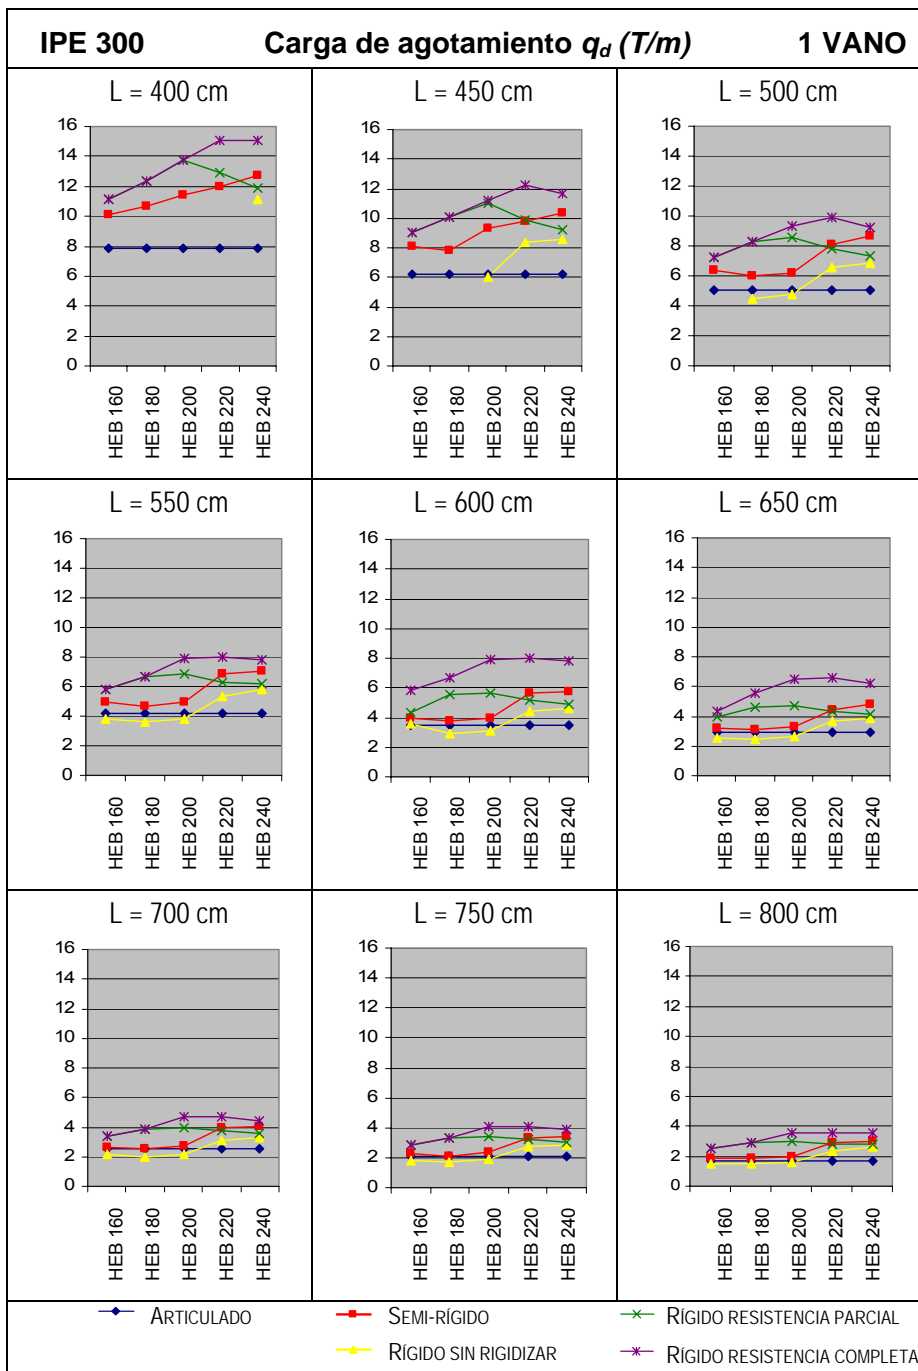 IPE 300 Carga de agotamiento qd (T/m) 1 VANO
L = 400 cm
16
14
12
10
8
6
4
2
0
HEB 160
HEB 180
HEB 200
HEB 220
HEB 240
L = 450 cm
16
14
12
10
8
6
4
2
0
HEB 160
HEB 180
HEB 200
HEB 220
HEB 240
L = 500 cm
16
14
12
10
8
6
4
2
0
HEB 160
HEB 180
HEB 200
HEB 220
HEB 240
L = 550 cm
16
14
12
10
8
6
4
2
0
HEB 160
HEB 180
HEB 200
HEB 220
HEB 240
L = 600 cm
16
14
12
10
8
6
4
2
0
HEB 160
HEB 180
HEB 200
HEB 220
HEB 240
L = 650 cm
16
14
12
10
8
6
4
2
0
HEB 160
HEB 180
HEB 200
HEB 220
HEB 240
L = 700 cm
16
14
12
10
8
6
4
2
0
HEB 160
HEB 180
HEB 200
HEB 220
HEB 240
L = 750 cm
16
14
12
10
8
6
4
2
0
HEB 160
HEB 180
HEB 200
HEB 220
HEB 240
L = 800 cm
16
14
12
10
8
6
4
2
0
HEB 160
HEB 180
HEB 200
HEB 220
HEB 240
ARTICULADO SEMI-RÍGIDO RÍGIDO RESISTENCIA PARCIAL
RÍGIDO SIN RIGIDIZAR RÍGIDO RESISTENCIA COMPLETA